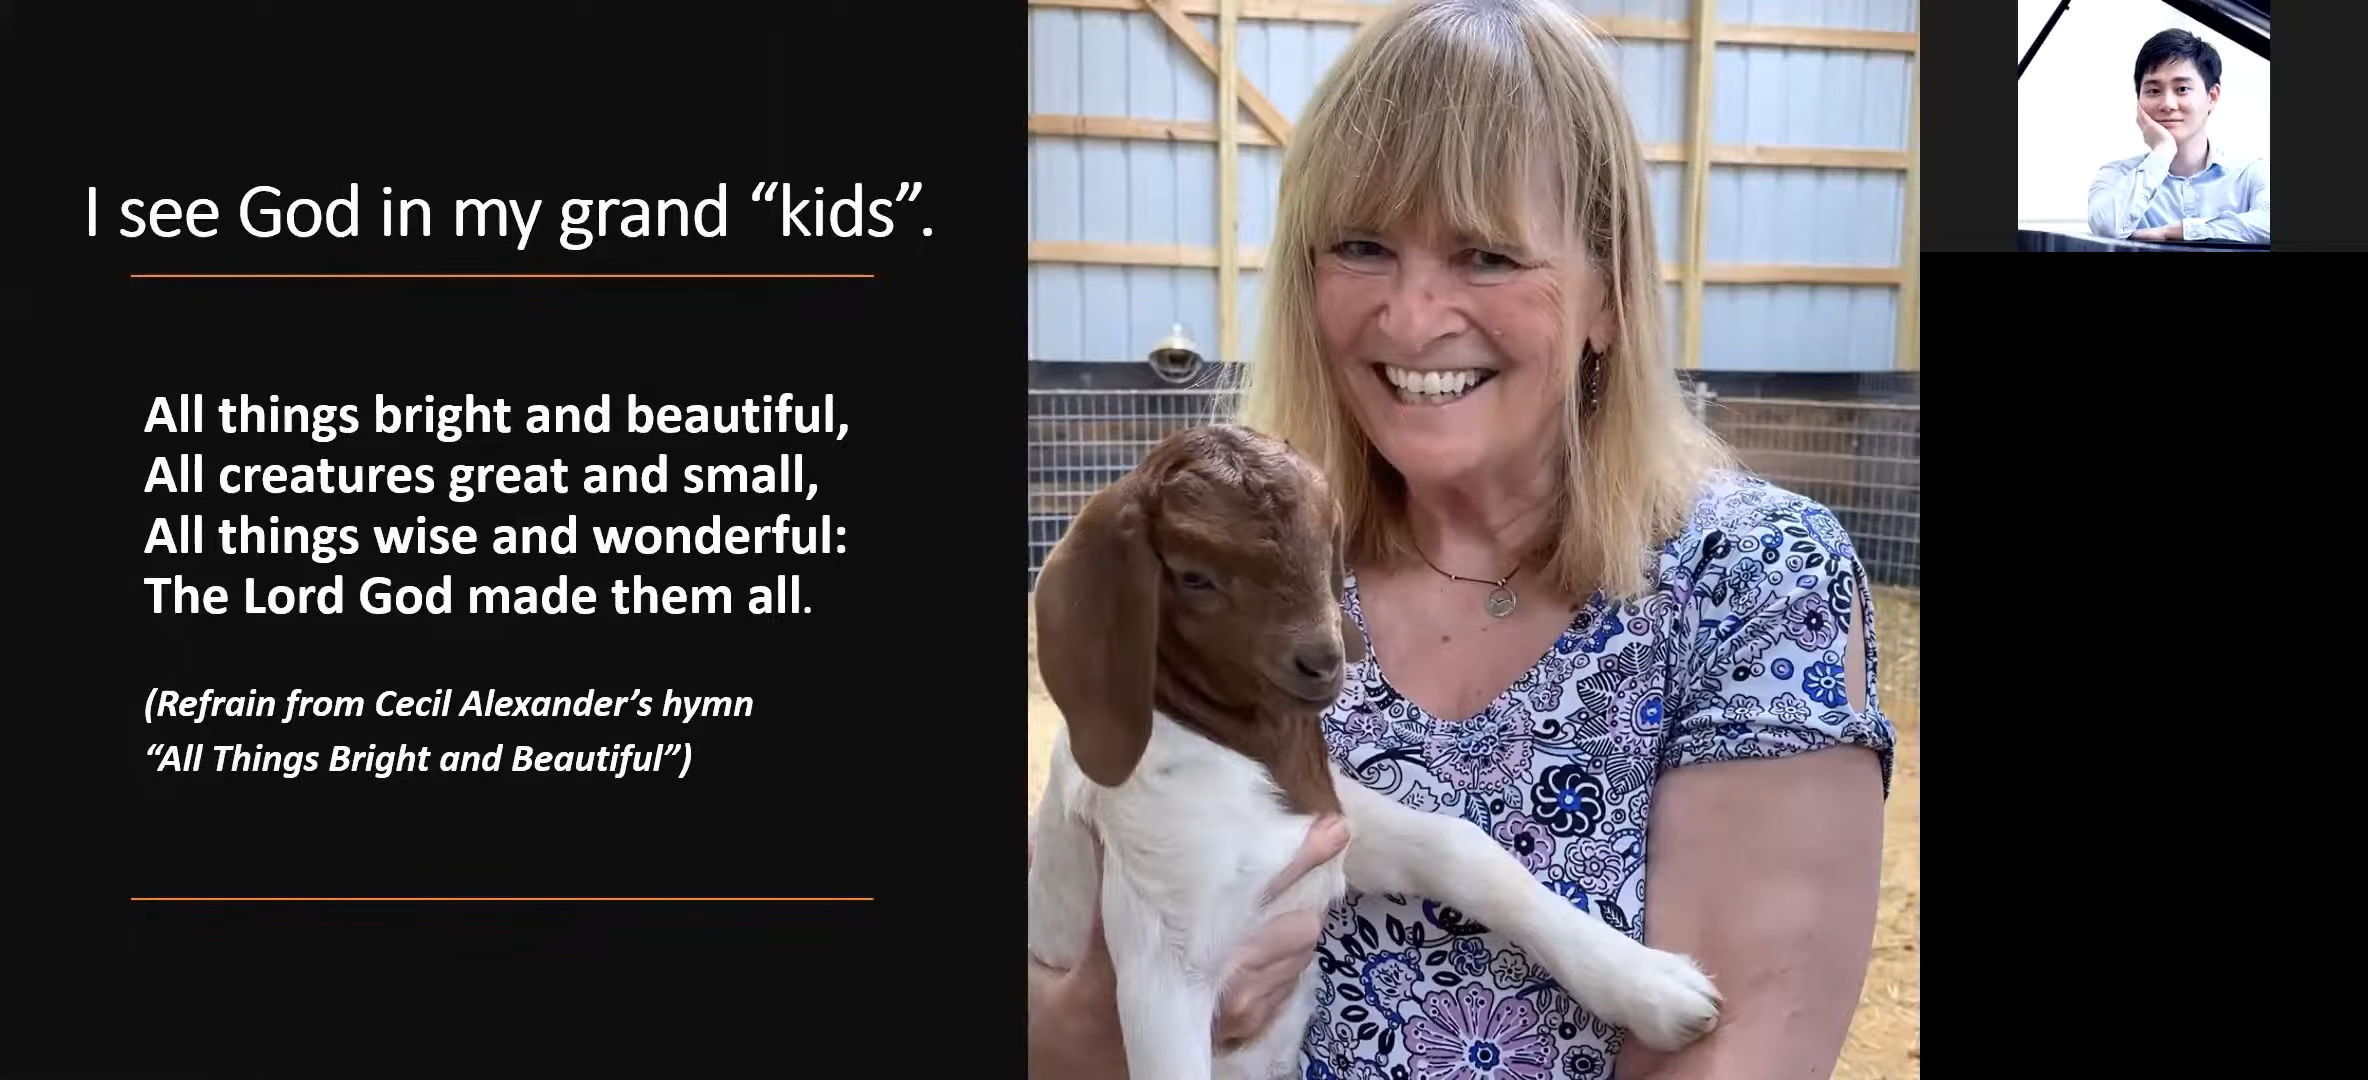 I see God in my grand “kids”.
All things bright and beautiful,
All creatures great and small,
All things wise and wonderful:
The Lord God made them all.
(Refrain from Cecil Alexander’s hymn
“All Things Bright and Beautiful”)